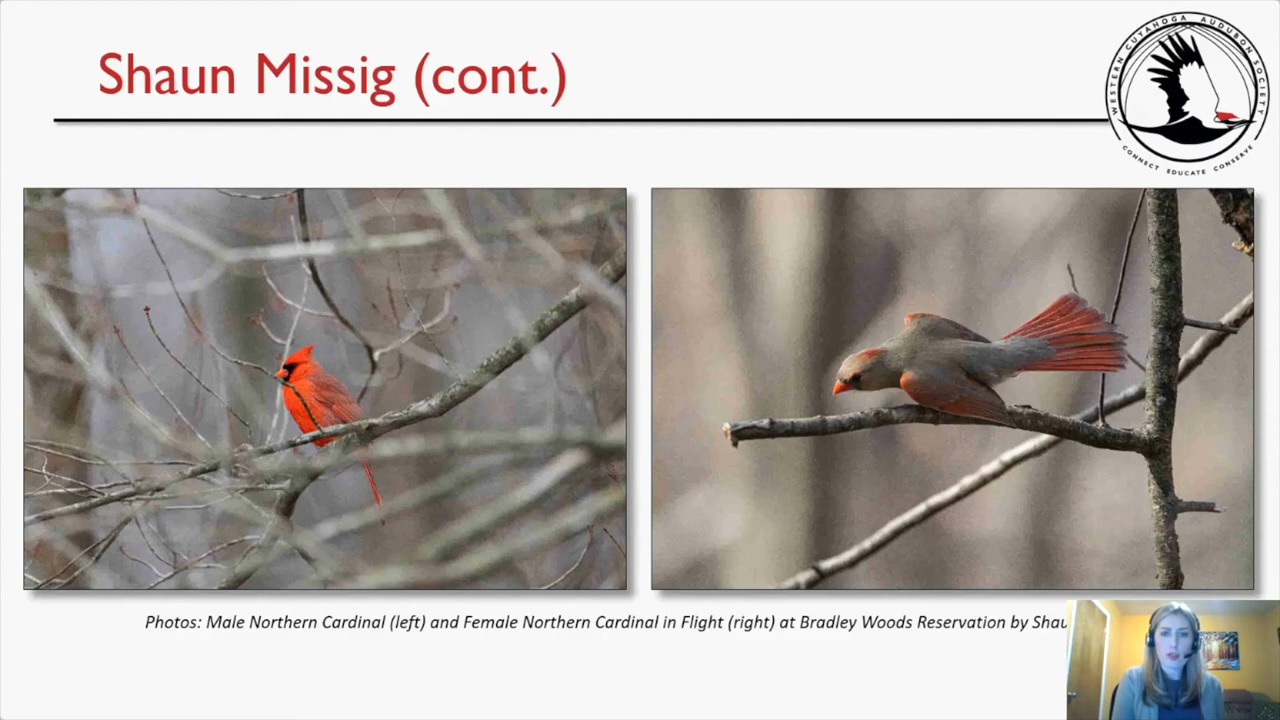 Shaun Missig (cont.)
WESTERN CUYAHOGA AUDUBON SOCIETY
CONNECT EDUCATE CONSERVE
Photos: Male Northern Cardinal (left) and Female Northern Cardinal in Flight (right) at Bradley Woods Reservation by Shau